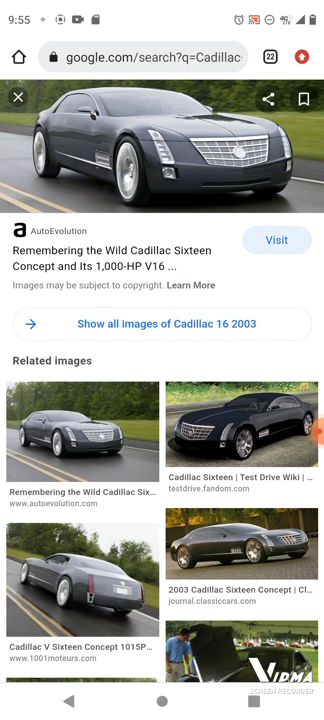 9:55
4G
google.com/search?q=Cadillac
22
a AutoEvolution
Remembering the Wild Cadillac Sixteen
Concept and Its 1,000-HP V16 ...
Visit
Images may be subject to copyright. Learn More
Show all images of Cadillac 16 2003
Related images
Remembering the Wild Cadillac Six...
www.autoevolution.com
Cadillac Sixteen | Test Drive Wiki | ...
testdrive.fandom.com
2003 Cadillac Sixteen Concept | Cl...
journal.classiccars.com
Cadillac V Sixteen Concept 1015P...
www.1001moteurs.com
VIDMA
SCREEN RECORDER